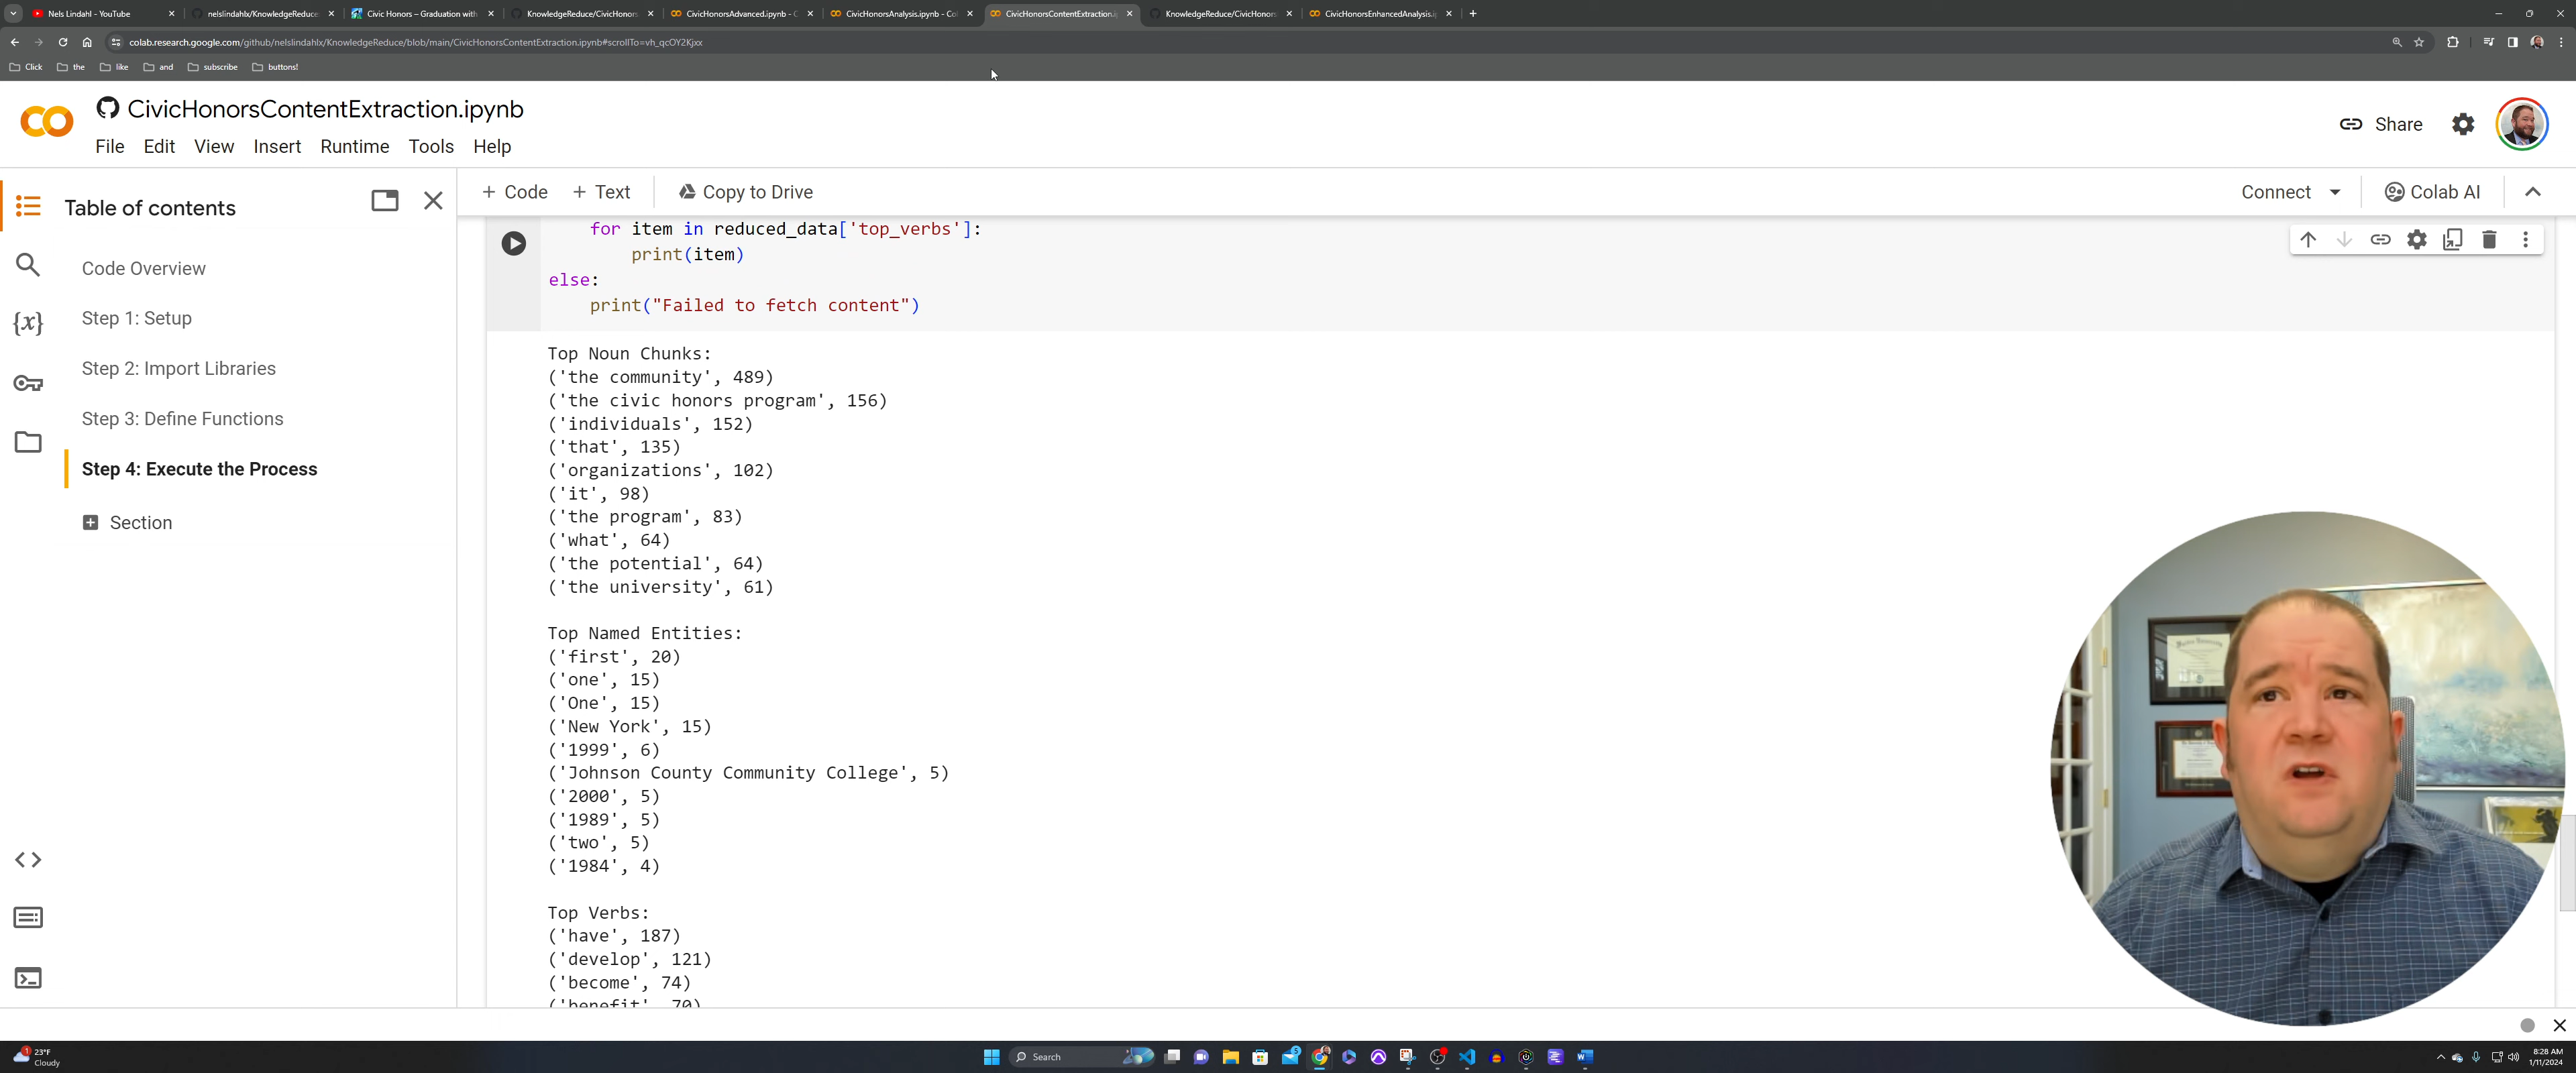 Nels Lindahl - YouTube
nelslindahlx/KnowledgeReduce
Civic Honors – Graduation with
KnowledgeReduce/CivicHonors
CivicHonorsAdvanced.ipynb - C
CivicHonorsAnalysis.ipynb - Co
CivicHonorsContentExtraction.i
KnowledgeReduce/CivicHonors
CivicHonorsEnhancedAnalysis.i
colab.research.google.com/github/nelslindahlx/KnowledgeReduce/blob/main/CivicHonorsContentExtraction.ipynb#scrollTo=vh_qcOY2Kjxx
Click the like and subscribe buttons!
CivicHonorsContentExtraction.ipynb
Share
File Edit View Insert Runtime Tools Help
+ Code + Text Copy to Drive
Connect Colab AI
Table of contents
Code Overview
Step 1: Setup
Step 2: Import Libraries
Step 3: Define Functions
Step 4: Execute the Process
Section
{x}
for item in reduced_data['top_verbs']:
print(item)
else:
print("Failed to fetch content")
Top Noun Chunks:
('the community', 489)
('the civic honors program', 156)
('individuals', 152)
('that', 135)
('organizations', 102)
('it', 98)
('the program', 83)
('what', 64)
('the potential', 64)
('the university', 61)
Top Named Entities:
('first', 20)
('one', 15)
('One', 15)
('New York', 15)
('1999', 6)
('Johnson County Community College', 5)
('2000', 5)
('1989', 5)
('two', 5)
('1984', 4)
Top Verbs:
('have', 187)
('develop', 121)
('become', 74)
('benefit', 70)
1
23°F
Cloudy
Search
8:28 AM
1/11/2024